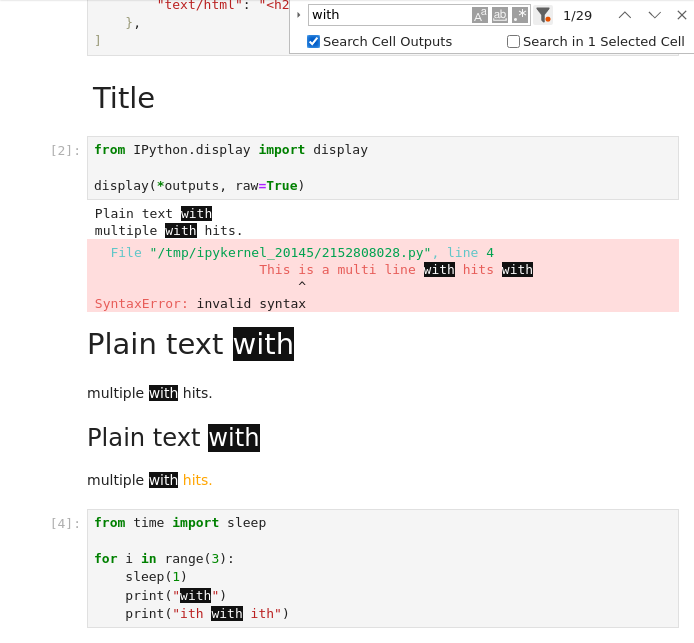 "text/html": "<h2
},
]
with
Aa ab .* 1/29
Search Cell Outputs
Search in 1 Selected Cell
Title
[2]:
from IPython.display import display
display(*outputs, raw=True)
Plain text with
multiple with hits.
File "/tmp/ipykernel_20145/2152808028.py", line 4
This is a multi line with hits with
^
SyntaxError: invalid syntax
Plain text with
multiple with hits.
Plain text with
multiple with hits.
[4]:
from time import sleep
for i in range(3):
sleep(1)
print("with")
print("ith with ith")